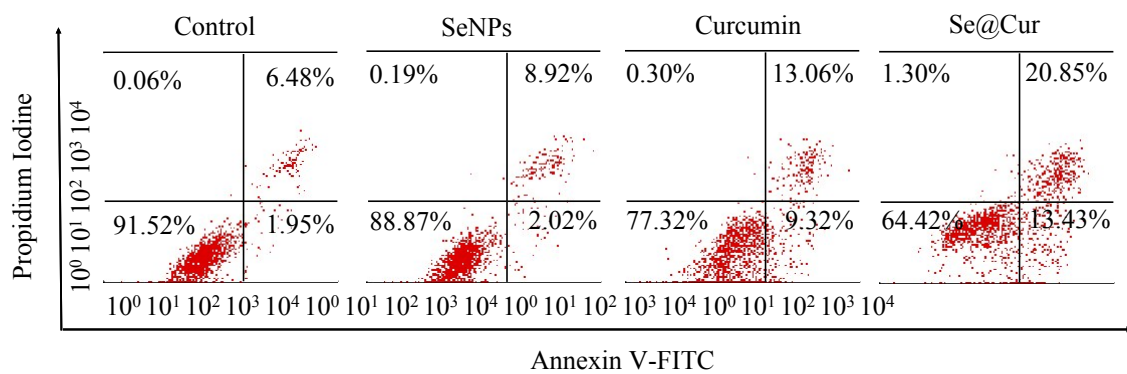 Control SeNPs Curcumin Se@Cur
0.06% 6.48% 0.19% 8.92% 0.30% 13.06% 1.30% 20.85%
91.52% 1.95% 88.87% 2.02% 77.32% 9.32% 64.42% 13.43%
Propidium Iodine
10⁰ 10¹ 10² 10³ 10⁴
10⁰ 10¹ 10² 10³ 10⁴ 10⁰ 10¹ 10² 10³ 10⁴ 10⁰ 10¹ 10² 10³ 10⁴ 10⁰ 10¹ 10² 10³ 10⁴
Annexin V-FITC